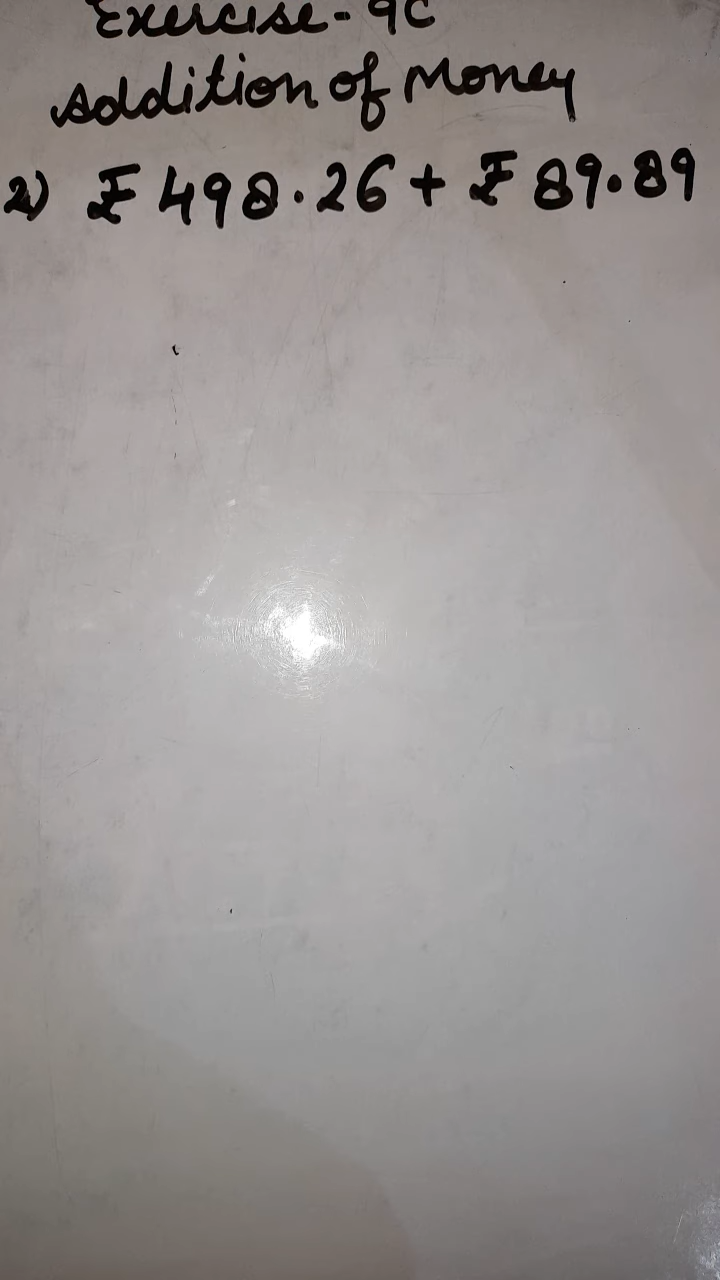 Exercise - 9C
Addition of Money
2) ₹ 498.26 + ₹ 89.89